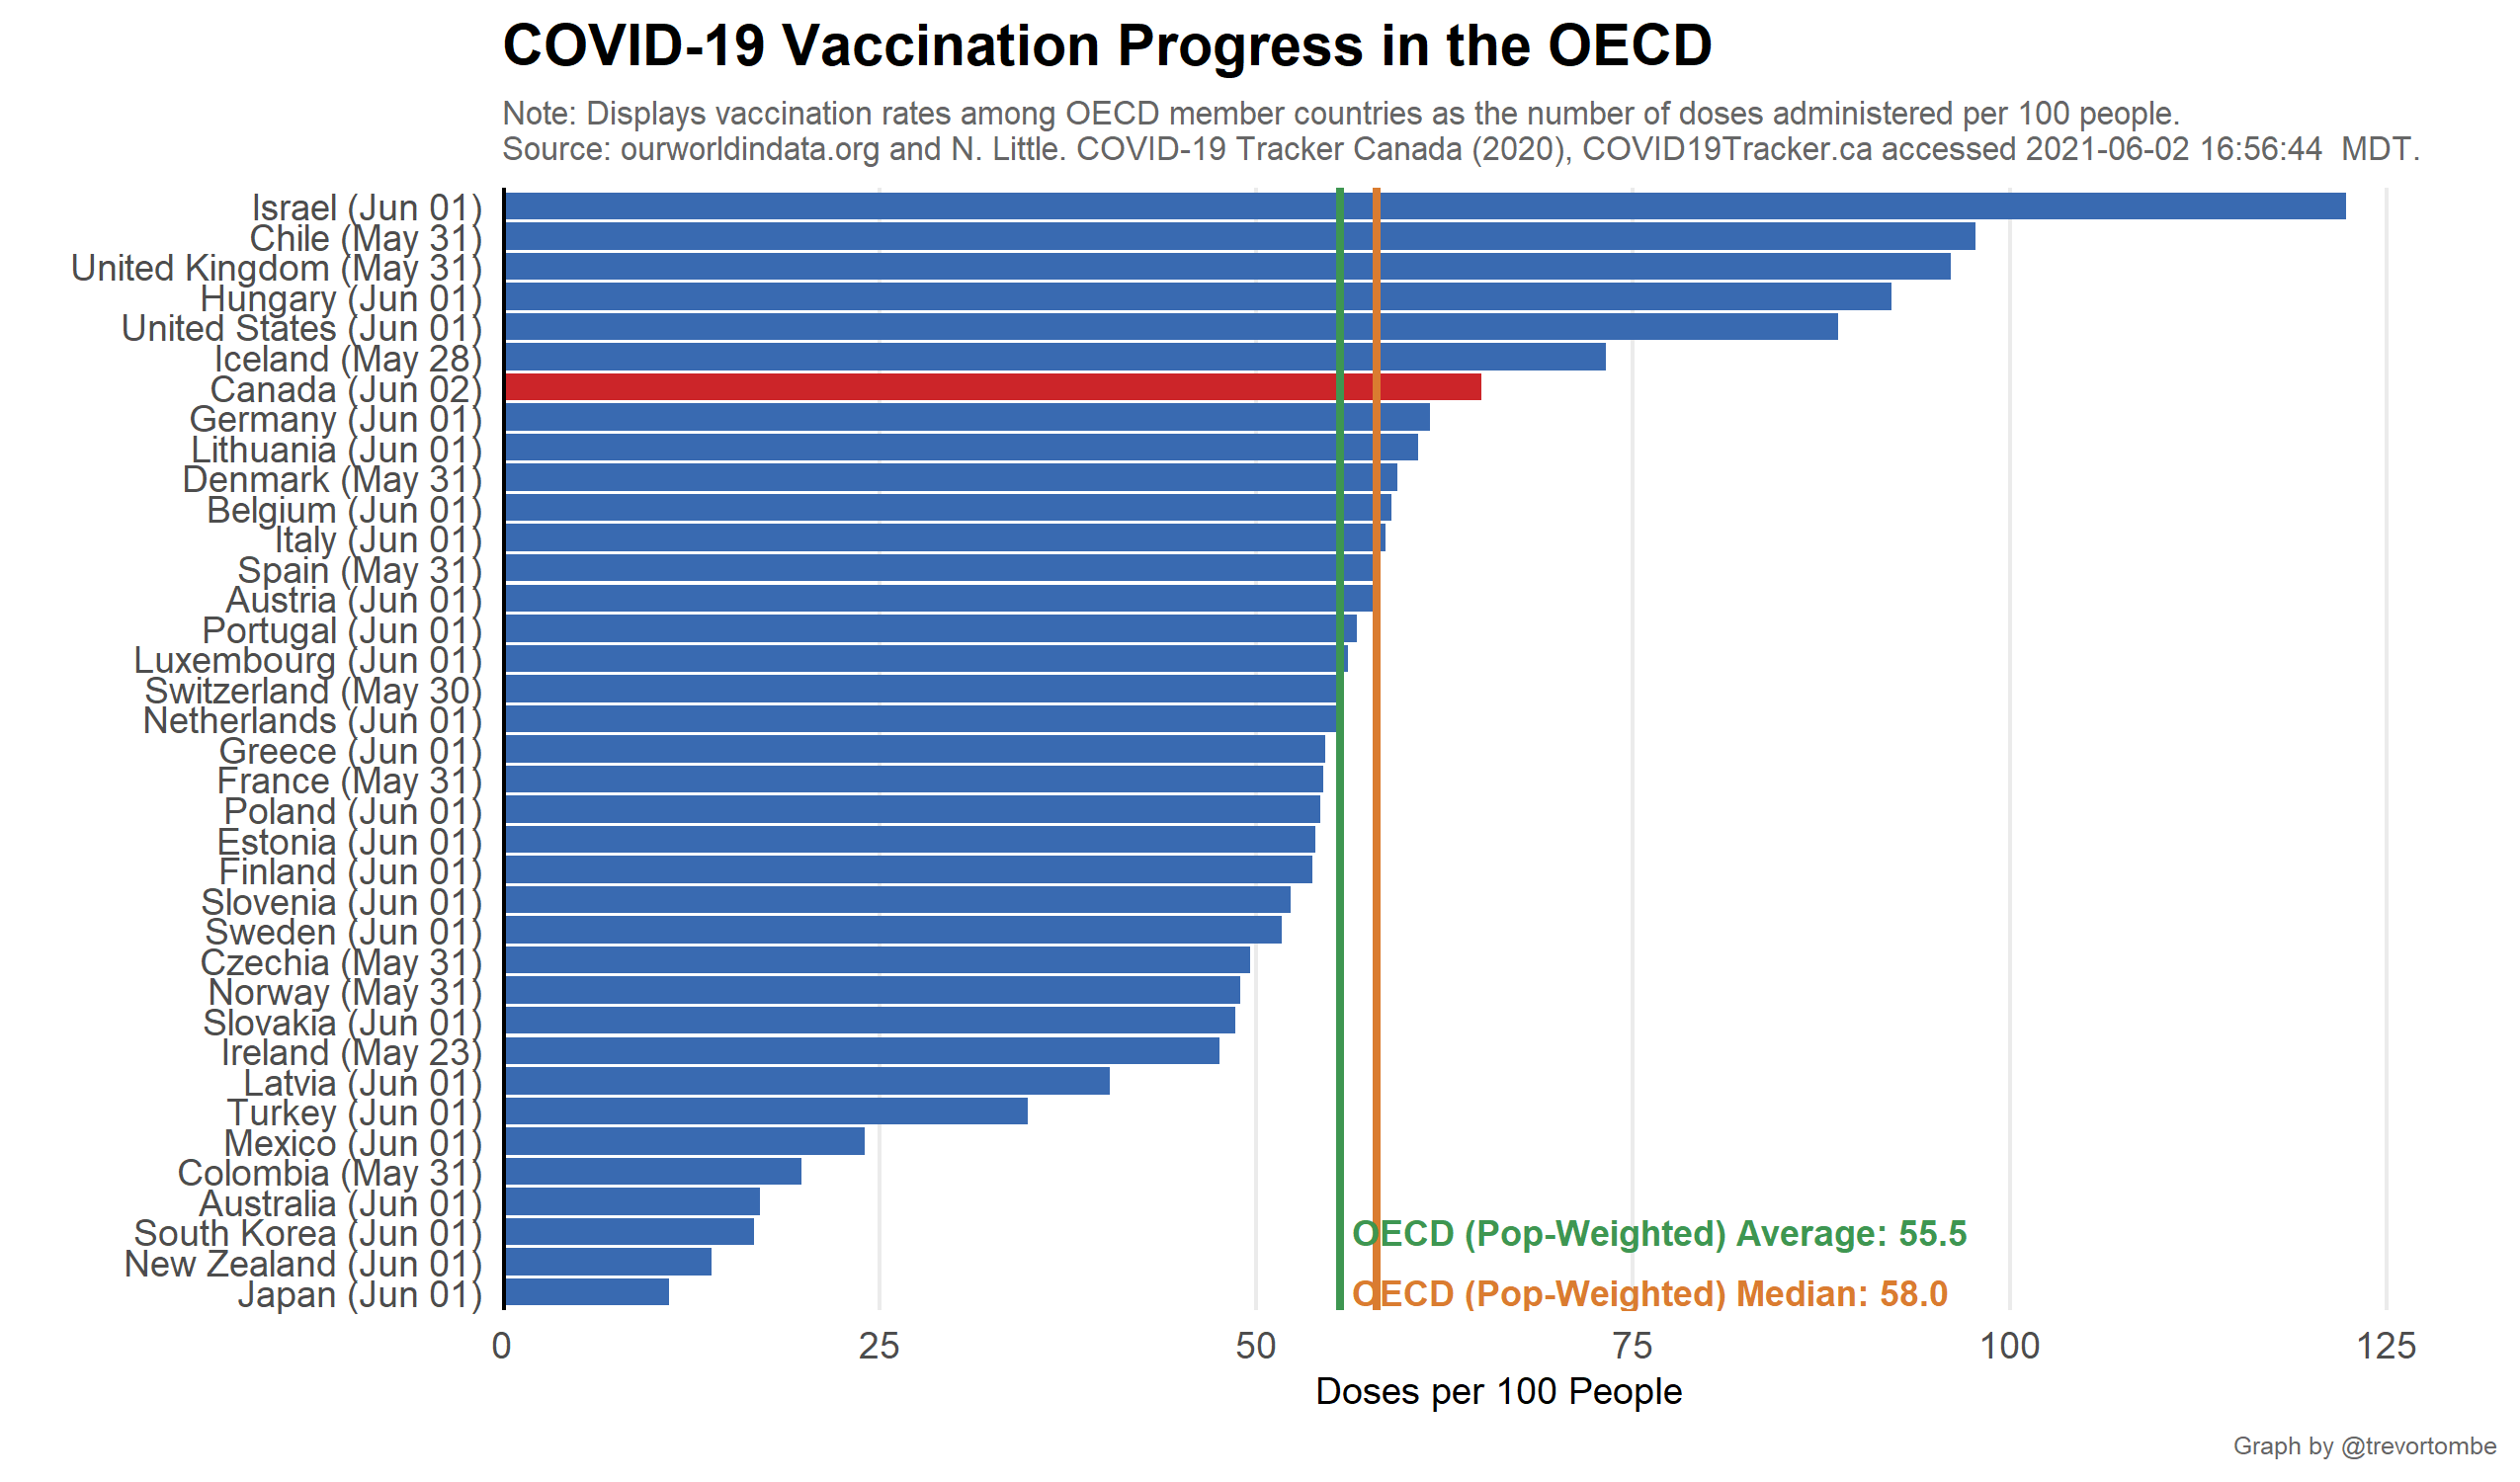 COVID-19 Vaccination Progress in the OECD
Note: Displays vaccination rates among OECD member countries as the number of doses administered per 100 people.
Source: ourworldindata.org and N. Little. COVID-19 Tracker Canada (2020), COVID19Tracker.ca accessed 2021-06-02 16:56:44 MDT.
Israel (Jun 01)
Chile (May 31)
United Kingdom (May 31)
Hungary (Jun 01)
United States (Jun 01)
Iceland (May 28)
Canada (Jun 02)
Germany (Jun 01)
Lithuania (Jun 01)
Denmark (May 31)
Belgium (Jun 01)
Italy (Jun 01)
Spain (May 31)
Austria (Jun 01)
Portugal (Jun 01)
Luxembourg (Jun 01)
Switzerland (May 30)
Netherlands (Jun 01)
Greece (Jun 01)
France (May 31)
Poland (Jun 01)
Estonia (Jun 01)
Finland (Jun 01)
Slovenia (Jun 01)
Sweden (Jun 01)
Czechia (May 31)
Norway (May 31)
Slovakia (Jun 01)
Ireland (May 23)
Latvia (Jun 01)
Turkey (Jun 01)
Mexico (Jun 01)
Colombia (May 31)
Australia (Jun 01)
South Korea (Jun 01)
OECD (Pop-Weighted) Average: 55.5
New Zealand (Jun 01)
Japan (Jun 01)
OECD (Pop-Weighted) Median: 58.0
0 25 50 75 100 125
Doses per 100 People
Graph by @trevortombe